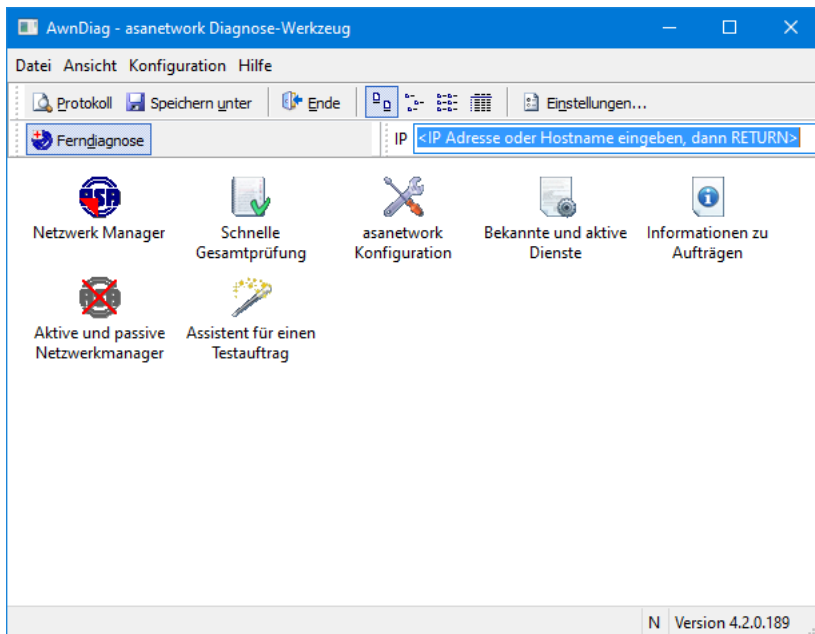 AwnDiag - asanetwork Diagnose-Werkzeug
Datei Ansicht Konfiguration Hilfe
Protokoll Speichern unter Ende Einstellungen...
Ferndiagnose IP <IP Adresse oder Hostname eingeben, dann RETURN>
ASA
Netzwerk Manager
Schnelle
Gesamtprüfung
asanetwork
Konfiguration
Bekannte und aktive
Dienste
Informationen zu
Aufträgen
Aktive und passive
Netzwerkmanager
Assistent für einen
Testauftrag
N Version 4.2.0.189